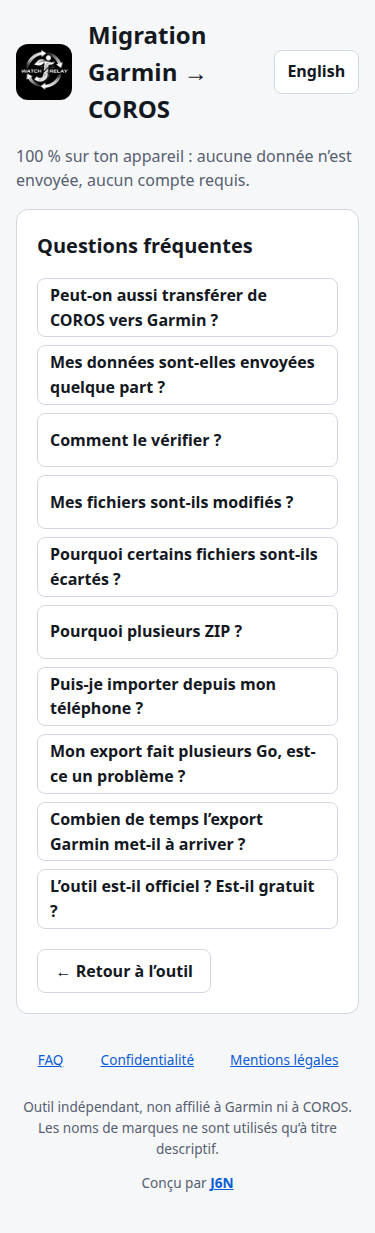 WATCH RELAY
Migration
Garmin →
COROS
English
100 % sur ton appareil : aucune donnée n’est
envoyée, aucun compte requis.
Questions fréquentes
Peut-on aussi transférer de
COROS vers Garmin ?
Mes données sont-elles envoyées
quelque part ?
Comment le vérifier ?
Mes fichiers sont-ils modifiés ?
Pourquoi certains fichiers sont-ils
écartés ?
Pourquoi plusieurs ZIP ?
Puis-je importer depuis mon
téléphone ?
Mon export fait plusieurs Go, est-
ce un problème ?
Combien de temps l’export
Garmin met-il à arriver ?
L’outil est-il officiel ? Est-il gratuit
?
← Retour à l’outil
FAQ Confidentialité Mentions légales
Outil indépendant, non affilié à Garmin ni à COROS.
Les noms de marques ne sont utilisés qu’à titre
descriptif.
Conçu par J6N